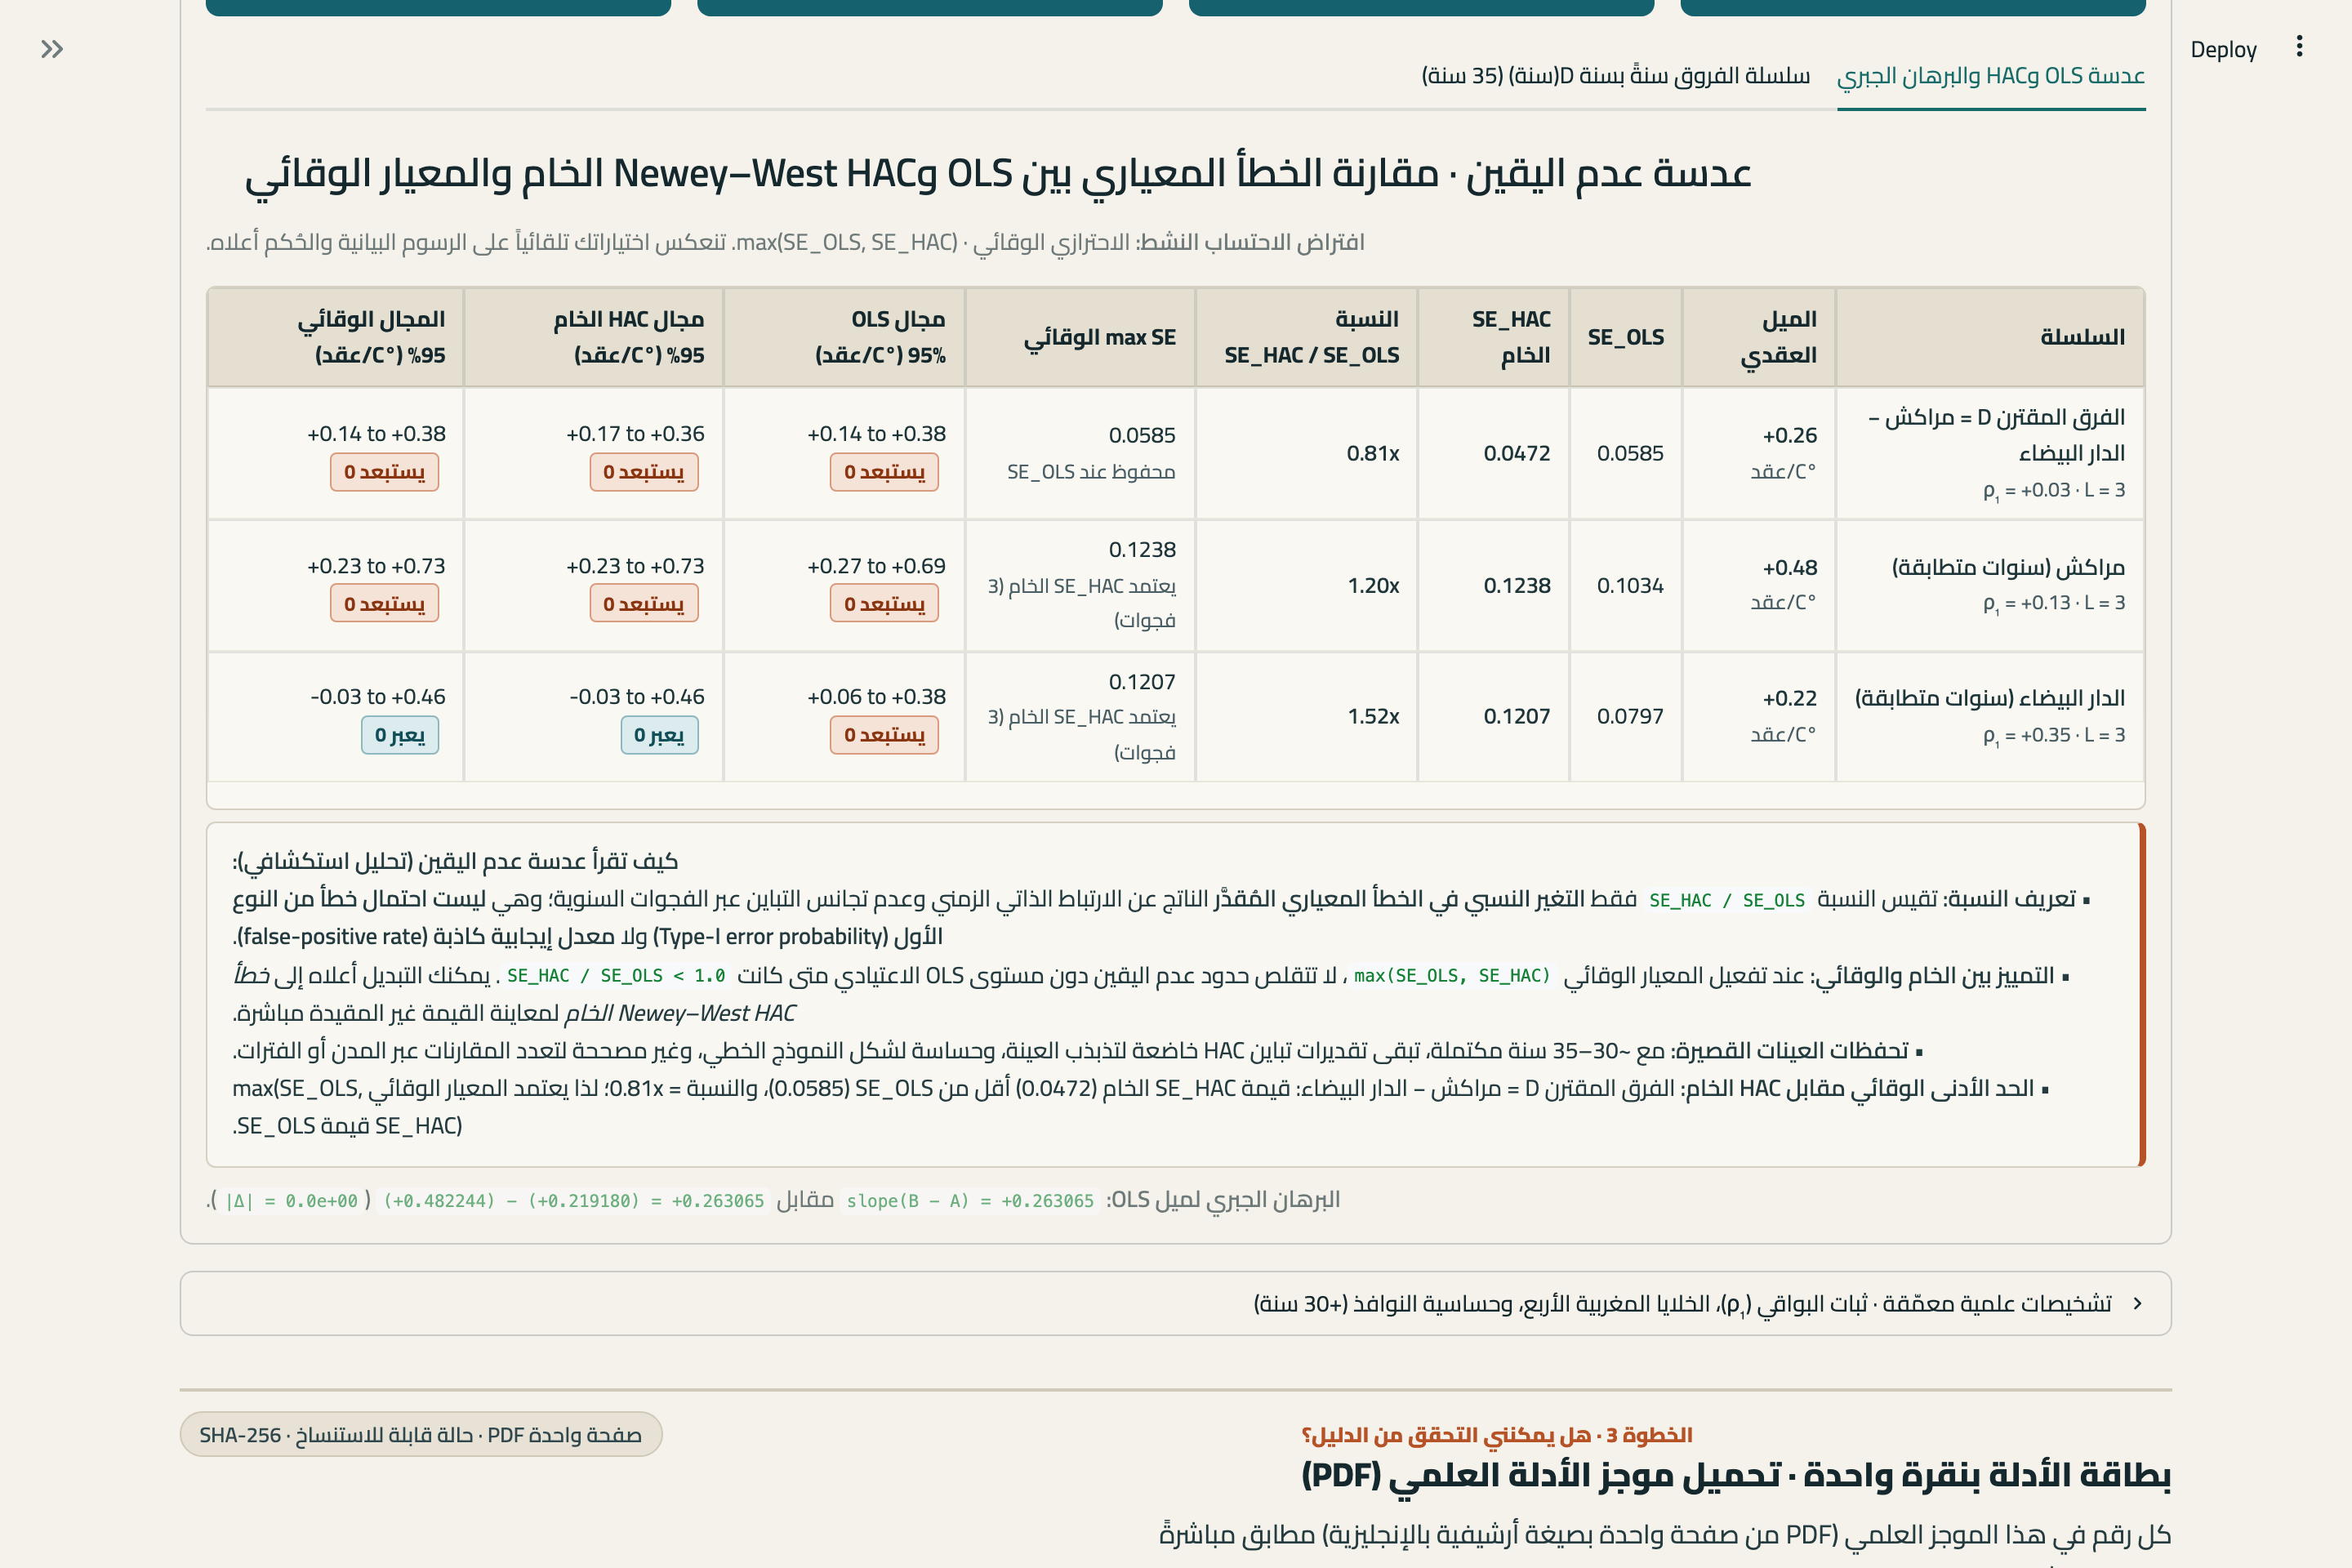 Deploy
عدسة OLS وHAC والبرهان الجبري
سلسلة الفروق سنةً بسنة D(سنة) (35 سنة)
عدسة عدم اليقين · مقارنة الخطأ المعياري بين OLS وNewey–West HAC الخام والمعيار الوقائي
افتراض الاحتساب النشط: الاحترازي الوقائي · max(SE_OLS, SE_HAC). تنعكس اختياراتك تلقائياً على الرسوم البيانية والحُكم أعلاه.
السلسلة
الميل
العقدي
SE_OLS
SE_HAC
الخام
النسبة
SE_HAC / SE_OLS
max SE الوقائي
مجال OLS
95% (°C/عقد)
مجال HAC الخام
95% (°C/عقد)
المجال الوقائي
95% (°C/عقد)
الفرق المقترن D = مراكش –
الدار البيضاء
ρ₁ = +0.03 · L = 3
+0.26
°C/عقد
0.0585
0.0472
0.81x
0.0585
محفوظ عند SE_OLS
+0.14 to +0.38
يستبعد 0
+0.17 to +0.36
يستبعد 0
+0.14 to +0.38
يستبعد 0
مراكش (سنوات متطابقة)
ρ₁ = +0.13 · L = 3
+0.48
°C/عقد
0.1034
0.1238
1.20x
0.1238
يعتمد SE_HAC الخام (3
فجوات)
+0.27 to +0.69
يستبعد 0
+0.23 to +0.73
يستبعد 0
+0.23 to +0.73
يستبعد 0
الدار البيضاء (سنوات متطابقة)
ρ₁ = +0.35 · L = 3
+0.22
°C/عقد
0.0797
0.1207
1.52x
0.1207
يعتمد SE_HAC الخام (3
فجوات)
+0.06 to +0.38
يستبعد 0
-0.03 to +0.46
يعبر 0
-0.03 to +0.46
يعبر 0
كيف تقرأ عدسة عدم اليقين (تحليل استكشافي):
▪ تعريف النسبة: تقيس النسبة SE_HAC / SE_OLS فقط التغير النسبي في الخطأ المعياري المُقدَّر الناتج عن الارتباط الذاتي الزمني وعدم تجانس التباين عبر الفجوات السنوية؛ وهي ليست احتمال خطأ من النوع
الأول (Type-I error probability) ولا معدل إيجابية كاذبة (false-positive rate).
▪ التمييز بين الخام والوقائي: عند تفعيل المعيار الوقائي max(SE_OLS, SE_HAC)، لا تتقلص حدود عدم اليقين دون مستوى OLS الاعتيادي متى كانت SE_HAC / SE_OLS < 1.0. يمكنك التبديل أعلاه إلى خطأ
Newey–West HAC الخام لمعاينة القيمة غير المقيدة مباشرة.
▪ تحفظات العينات القصيرة: مع ~30–35 سنة مكتملة، تبقى تقديرات تباين HAC خاضعة لتذبذب العينة، وحساسة لشكل النموذج الخطي، وغير مصححة لتعدد المقارنات عبر المدن أو الفترات.
▪ الحد الأدنى الوقائي مقابل HAC الخام: الفرق المقترن D = مراكش – الدار البيضاء: قيمة SE_HAC الخام (0.0472) أقل من SE_OLS (0.0585)، والنسبة = 0.81x؛ لذا يعتمد المعيار الوقائي max(SE_OLS,
SE_HAC) قيمة SE_OLS.
البرهان الجبري لميل OLS: slope(B − A) = +0.263065 مقابل (+0.482244) − (+0.219180) = +0.263065 (|Δ| = 0.0e+00).
تشخيصات علمية معمّقة · ثبات البواقي (ρ₁)، الخلايا المغربية الأربع، وحساسية النوافذ (+30 سنة)
الخطوة 3 · هل يمكنني التحقق من الدليل؟
صفحة واحدة PDF · حالة قابلة للاستنساخ · SHA-256
بطاقة الأدلة بنقرة واحدة · تحميل موجز الأدلة العلمي (PDF)
كل رقم في هذا الموجز العلمي (PDF من صفحة واحدة بصيغة أرشيفية بالإنجليزية) مطابق مباشرةً